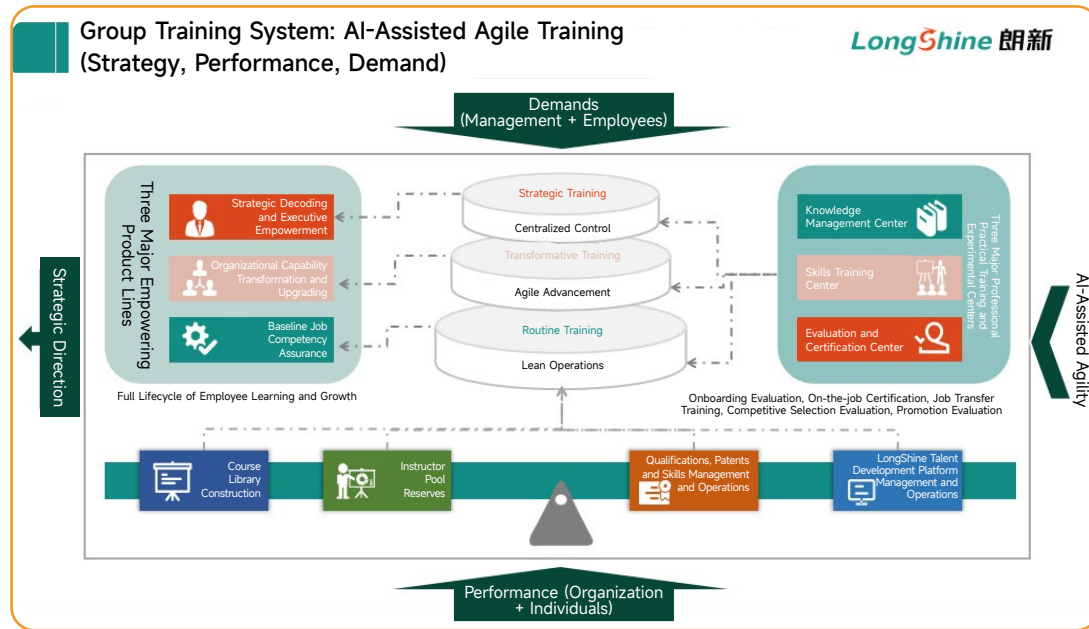 Group Training System: AI-Assisted Agile Training
(Strategy, Performance, Demand)
LongShine 朗新
Demands
(Management + Employees)
Three Major Empowering
Product Lines
Strategic Decoding
and Executive
Empowerment
Organizational Capability
Transformation and
Upgrading
Baseline Job
Competency
Assurance
Full Lifecycle of Employee Learning and Growth
Strategic Training
Centralized Control
Transformative Training
Agile Advancement
Routine Training
Lean Operations
Knowledge
Management Center
Skills Training
Center
Evaluation and
Certification Center
Three Major Professional
Practical Training and
Experimental Centers
Onboarding Evaluation, On-the-job Certification, Job Transfer
Training, Competitive Selection Evaluation, Promotion Evaluation
Strategic Direction
AI-Assisted Agility
Course
Library
Construction
Instructor
Pool
Reserves
Qualifications, Patents
and Skills Management
and Operations
LongShine Talent
Development Platform
Management and
Operations
Performance (Organization
+ Individuals)